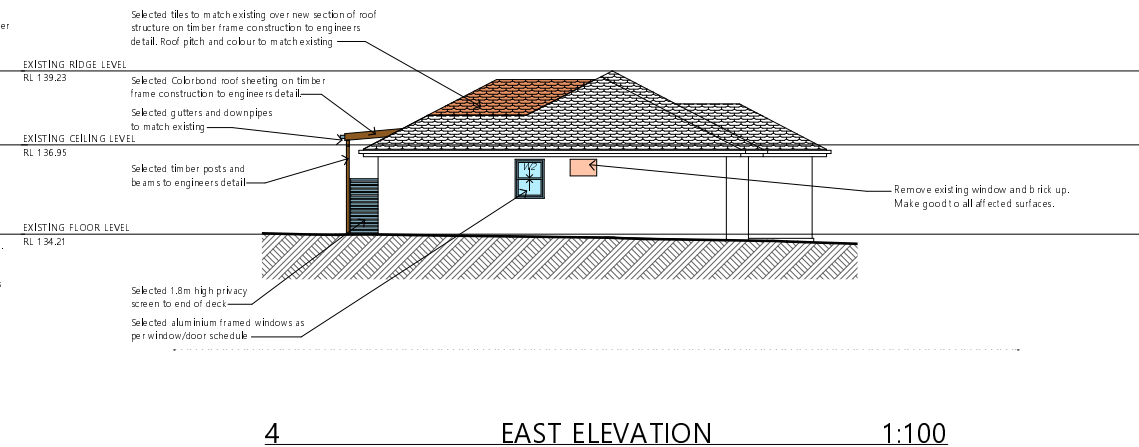 er
Selected tiles to match existing over new section of roof
structure on timber frame construction to engineers
detail. Roof pitch and colour to match existing
EXISTING RIDGE LEVEL
RL 139.23
Selected Colorbond roof sheeting on timber
frame construction to engineers detail.
Selected gutters and downpipes
to match existing
EXISTING CEILING LEVEL
RL 136.95
Selected timber posts and
beams to engineers detail
W2
Remove existing window and brick up.
Make good to all affected surfaces.
EXISTING FLOOR LEVEL
RL 134.21
Selected 1.8m high privacy
screen to end of deck
s
Selected aluminium framed windows as
per window/door schedule
4 EAST ELEVATION 1:100